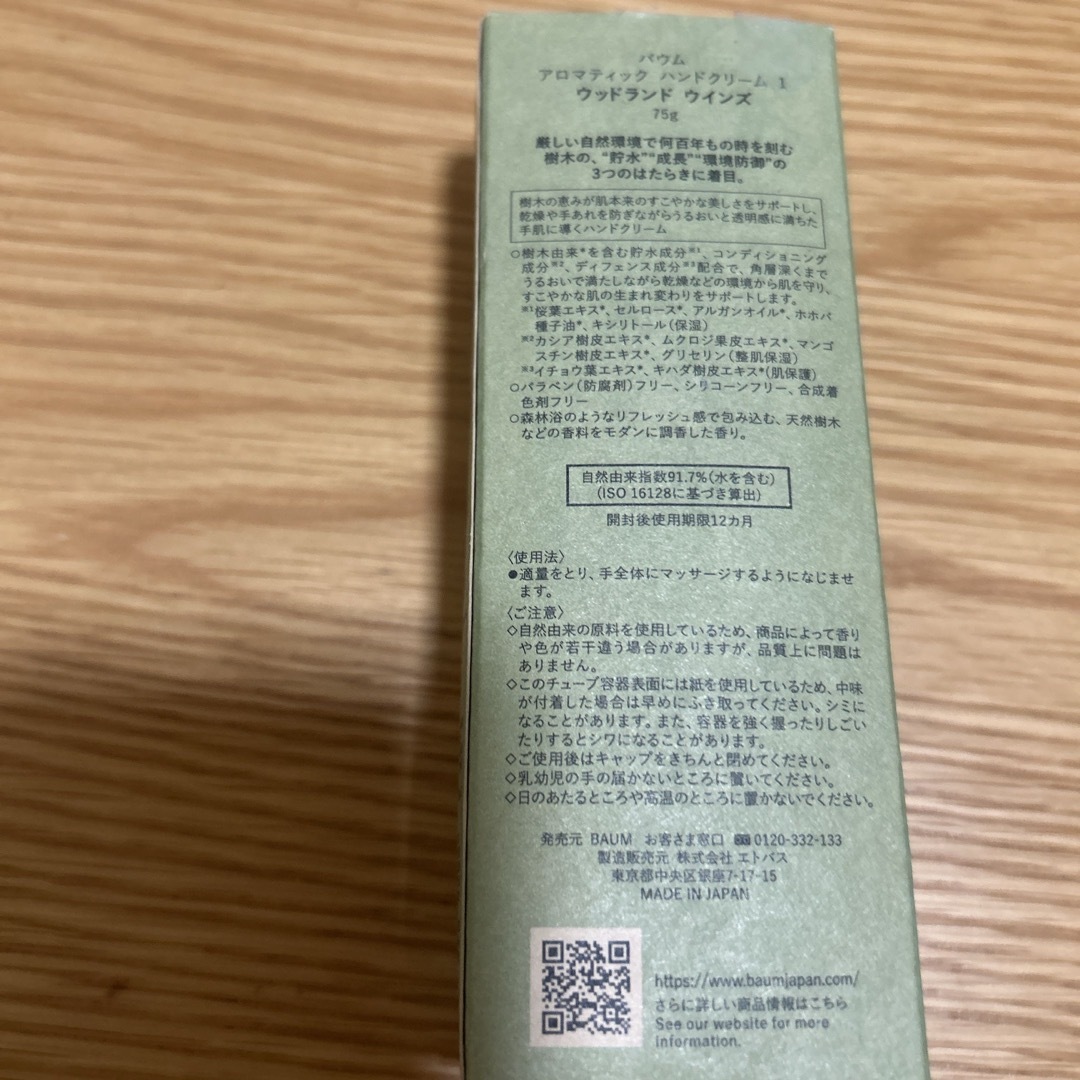 バウム
アロマティック ハンドクリーム 1
ウッドランド ウインズ
75g
厳しい自然環境で何百年もの時を刻む
樹木の、“貯水”“成長”“環境防御”の
3つのはたらきに着目。
樹木の恵みが肌本来のすこやかな美しさをサポートし、
乾燥や手あれを防ぎながらうるおいと透明感に満ちた
手肌に導くハンドクリーム
○樹木由来*を含む貯水成分※1、コンディショニング
成分※2、ディフェンス成分※3配合で、角層深くまで
うるおいで満たしながら乾燥などの環境から肌を守り、
すこやかな肌の生まれ変わりをサポートします。
※1桜葉エキス*、セルロース*、アルガンオイル*、ホホバ
種子油*、キシリトール（保湿）
※2カシア樹皮エキス*、ムクロジ果皮エキス*、マンゴ
スチン樹皮エキス*、グリセリン（整肌保湿）
※3イチョウ葉エキス*、キハダ樹皮エキス*（肌保護）
○パラベン（防腐剤）フリー、シリコーンフリー、合成着
色剤フリー
○森林浴のようなリフレッシュ感で包み込む、天然樹木
などの香料をモダンに調香した香り。
自然由来指数91.7%（水を含む）
（ISO 16128に基づき算出）
開封後使用期限12カ月
〈使用法〉
●適量をとり、手全体にマッサージするようになじませ
ます。
〈ご注意〉
◇自然由来の原料を使用しているため、商品によって香り
や色が若干違う場合がありますが、品質上に問題は
ありません。
◇このチューブ容器表面には紙を使用しているため、中味
が付着した場合は早めにふき取ってください。シミに
なることがあります。また、容器を強く握ったりしごい
たりするとシワになることがあります。
◇ご使用後はキャップをきちんと閉めてください。
◇乳幼児の手の届かないところに置いてください。
◇日のあたるところや高温のところに置かないでください。
発売元 BAUM お客さま窓口 0120-332-133
製造販売元 株式会社 エトバス
東京都中央区銀座7-17-15
MADE IN JAPAN
https://www.baumjapan.com/
さらに詳しい商品情報はこちら
See our website for more
information.